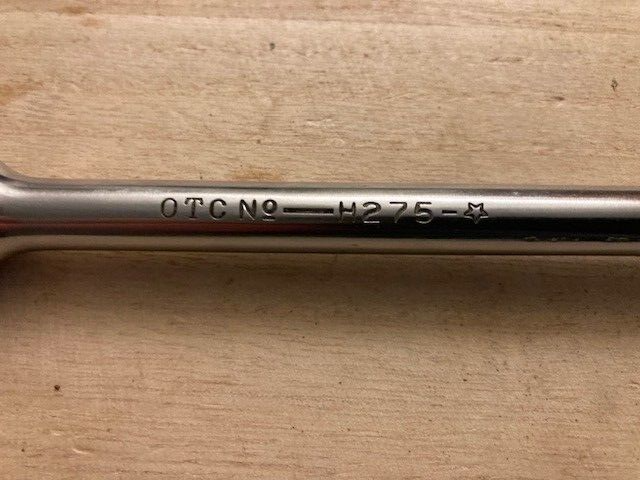 OTC Nº — H275-☆